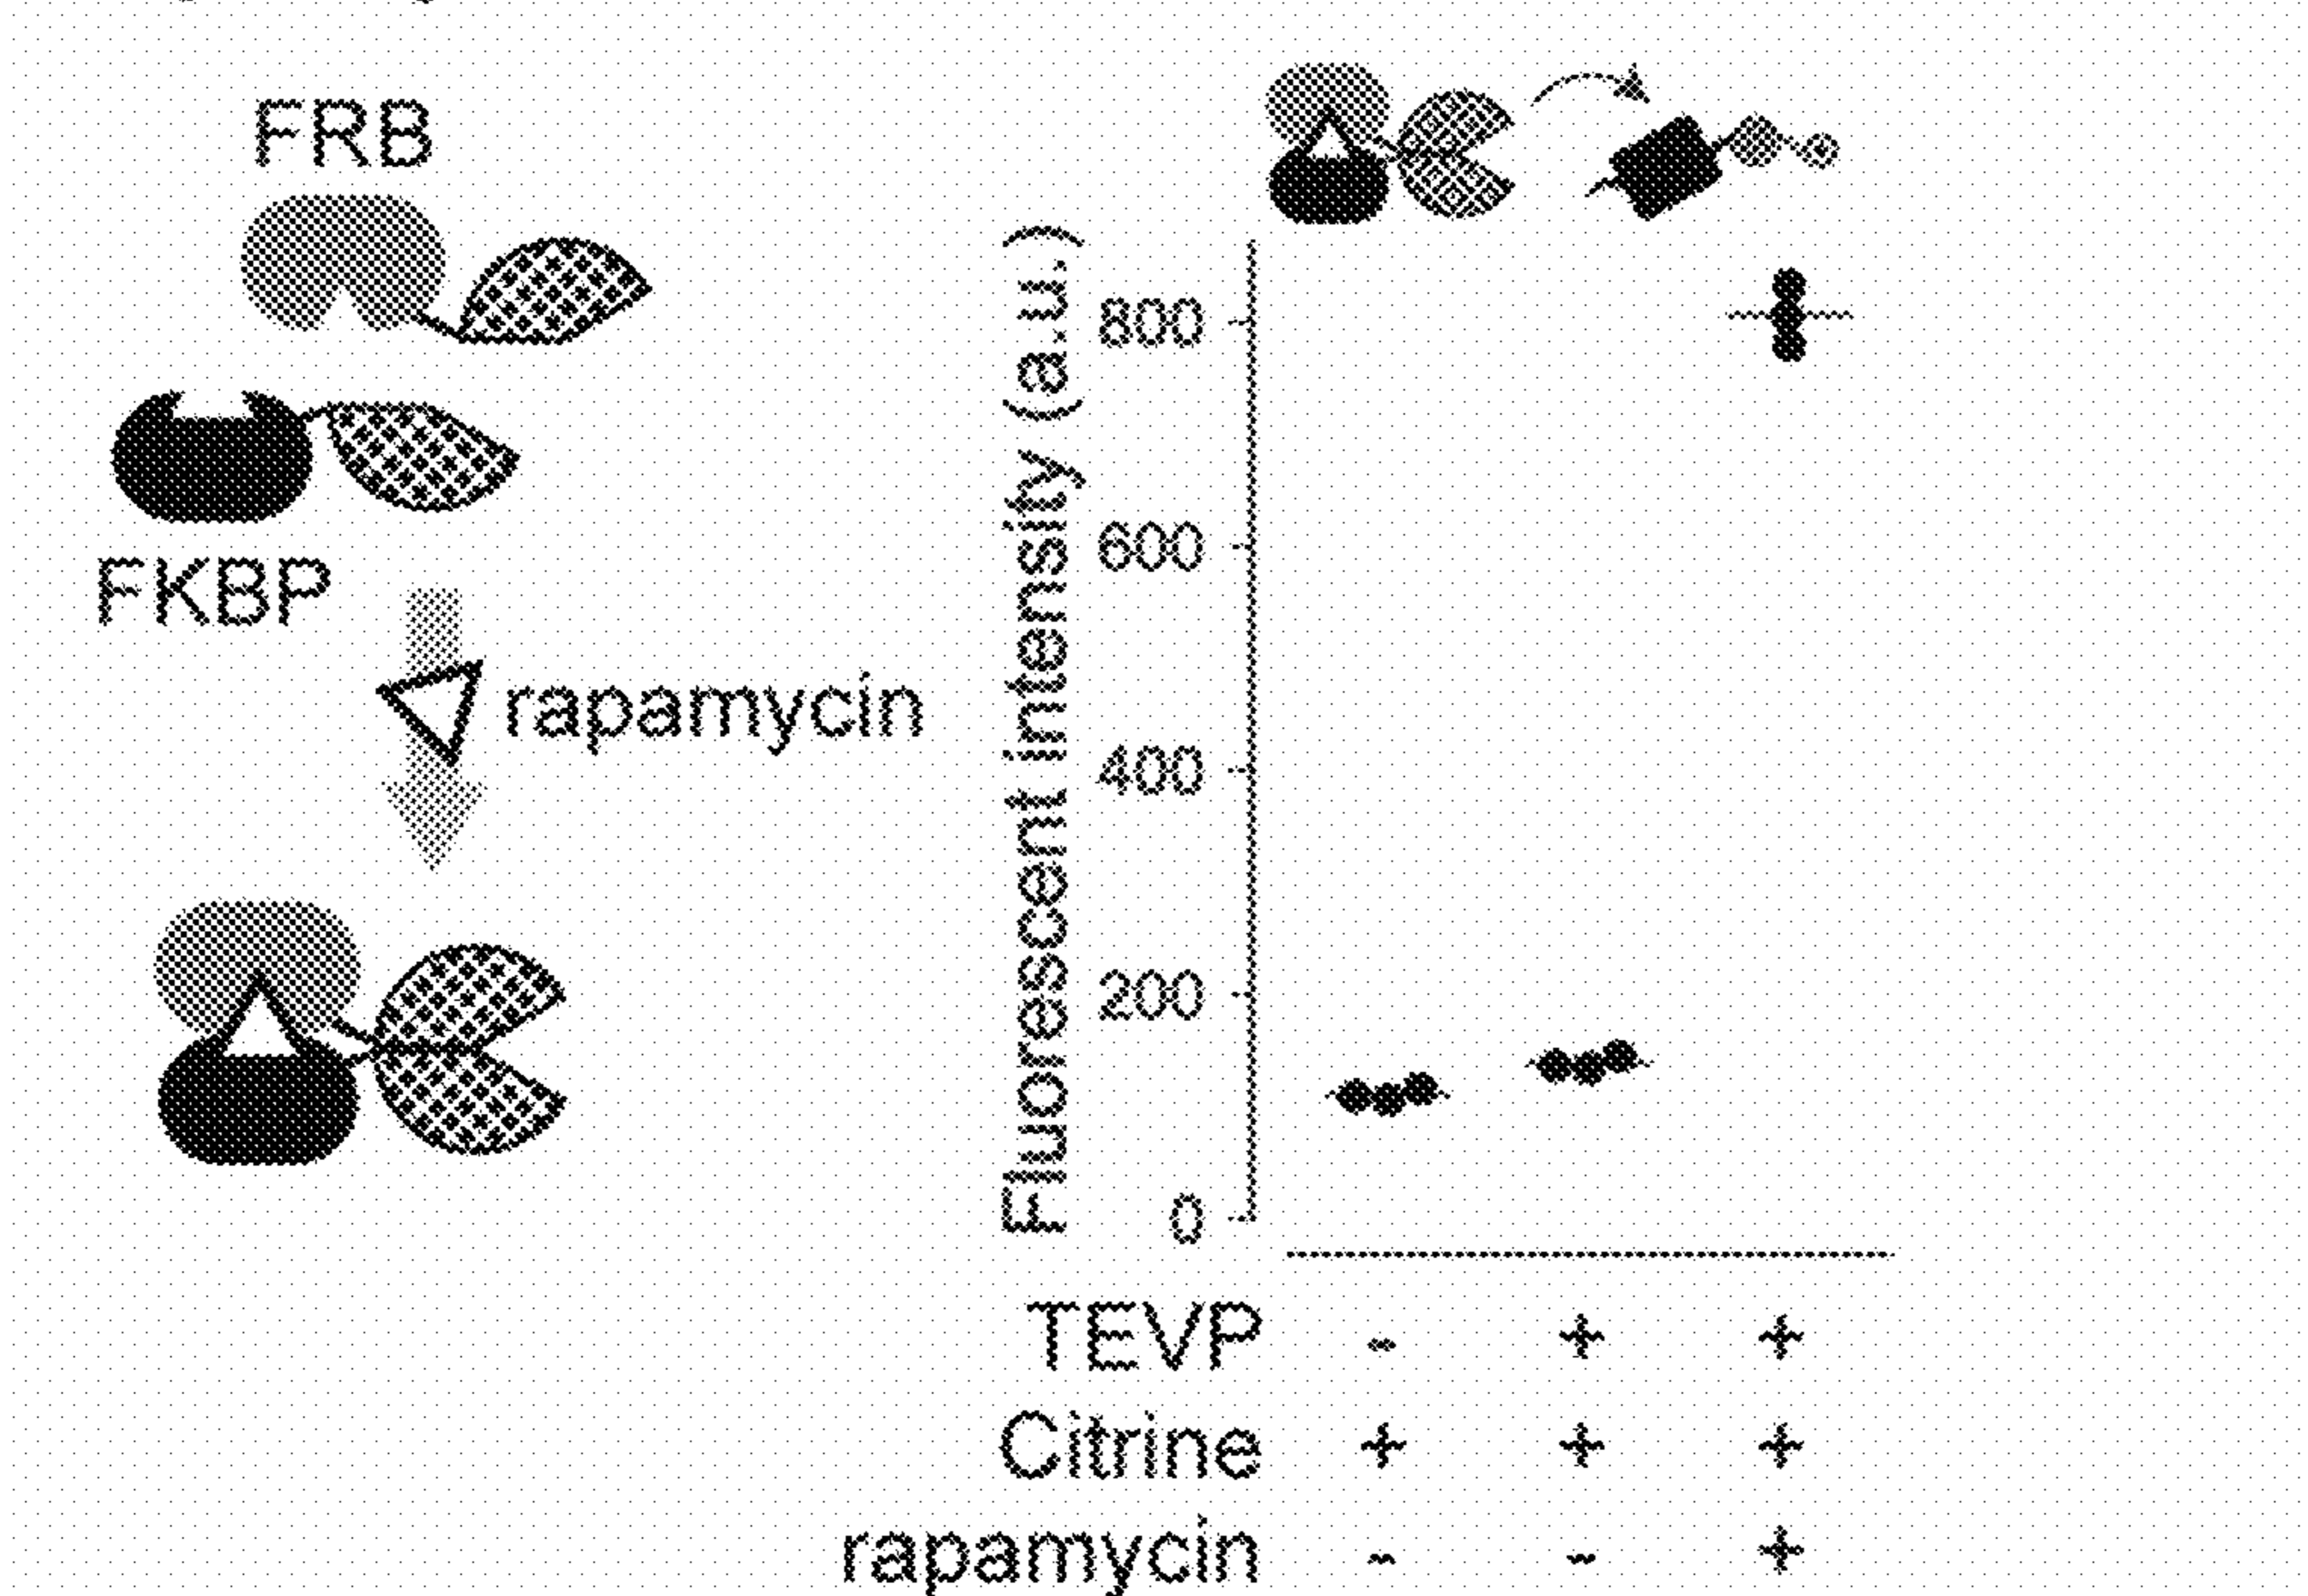 FRB
FKBP
rapamycin
Fluorescent intensity (a.u.)
800
600
400
200
0
TEVP - + +
Citrine + + +
rapamycin - - +